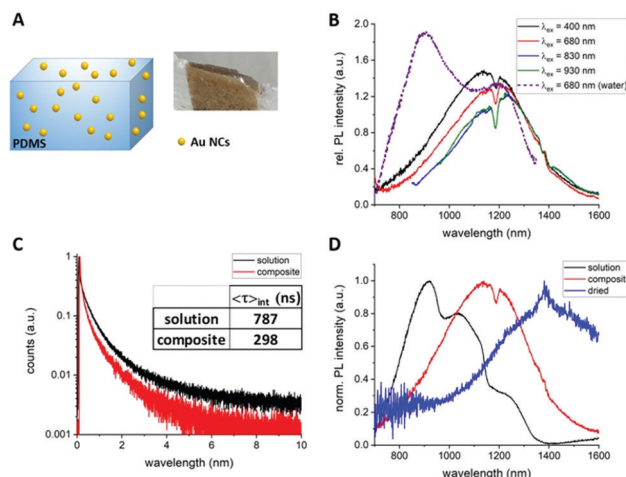 A
PDMS
Au NCs
B
rel. PL intensity (a.u.)
2.0
1.6
1.2
0.8
0.4
0.0
λex = 400 nm
λex = 680 nm
λex = 830 nm
λex = 930 nm
λex = 680 nm (water)
800 1000 1200 1400 1600
wavelength (nm)
C
counts (a.u.)
1
0.1
0.01
0.001
solution
composite
<τ>int (ns)
solution 787
composite 298
0 2 4 6 8 10
wavelength (nm)
D
norm. PL intensity (a.u.)
1.0
0.8
0.6
0.4
0.2
0.0
solution
composite
dried
800 1000 1200 1400 1600
wavelength (nm)